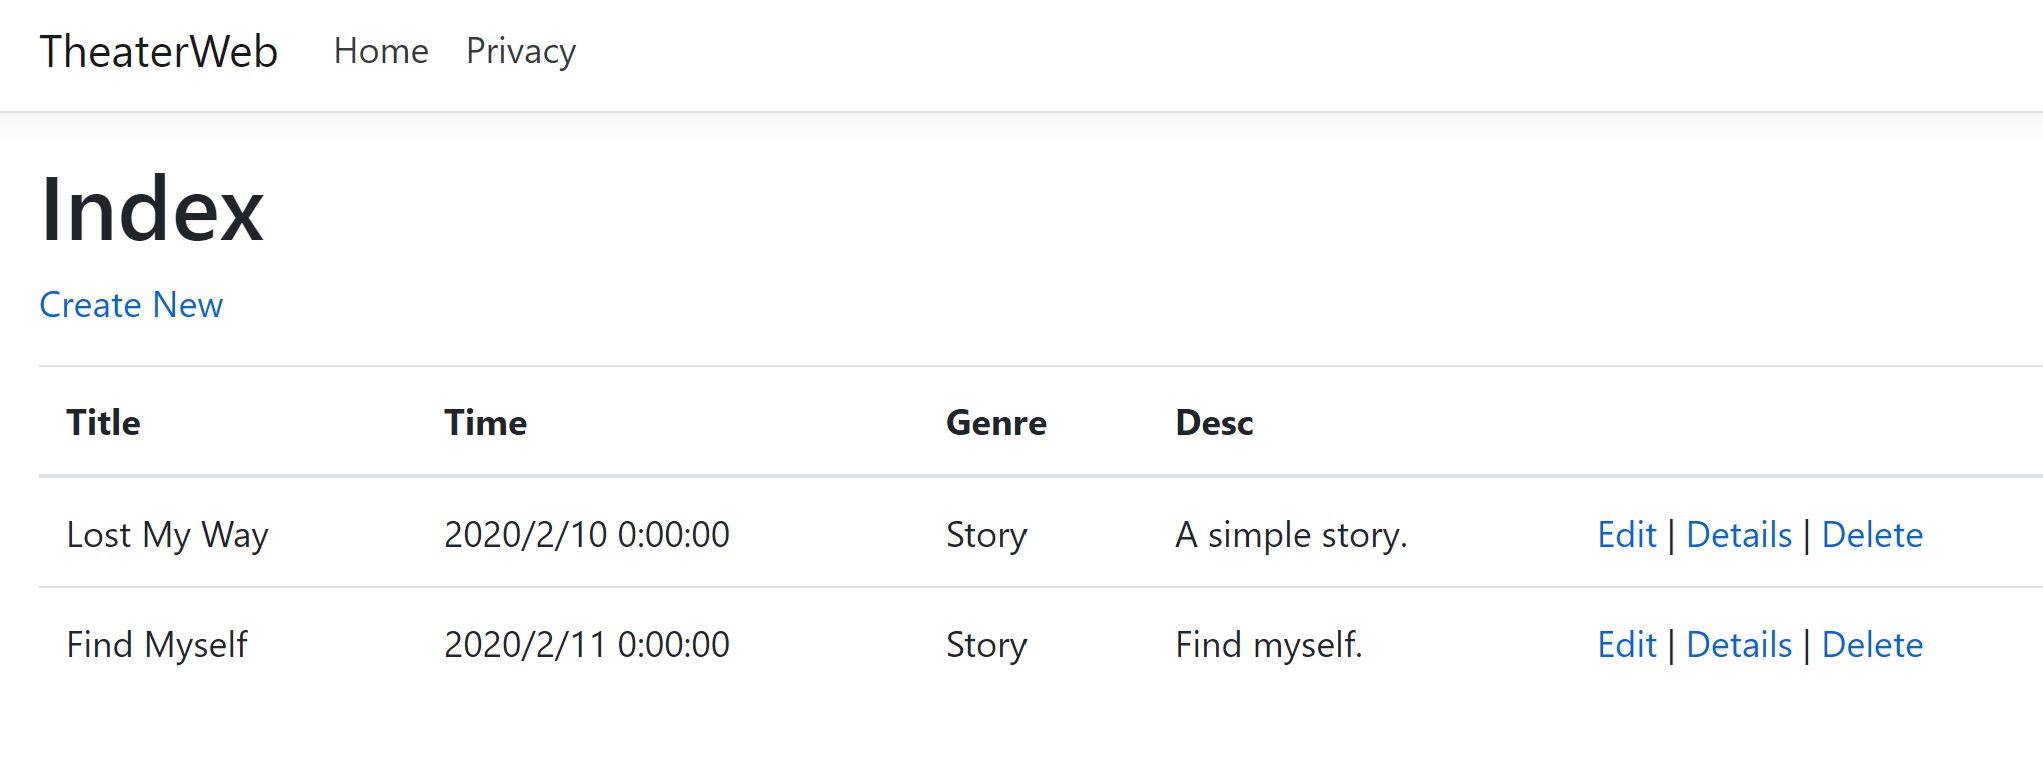 TheaterWeb Home Privacy
Index
Create New
Title Time Genre Desc
Lost My Way 2020/2/10 0:00:00 Story A simple story. Edit | Details | Delete
Find Myself 2020/2/11 0:00:00 Story Find myself. Edit | Details | Delete